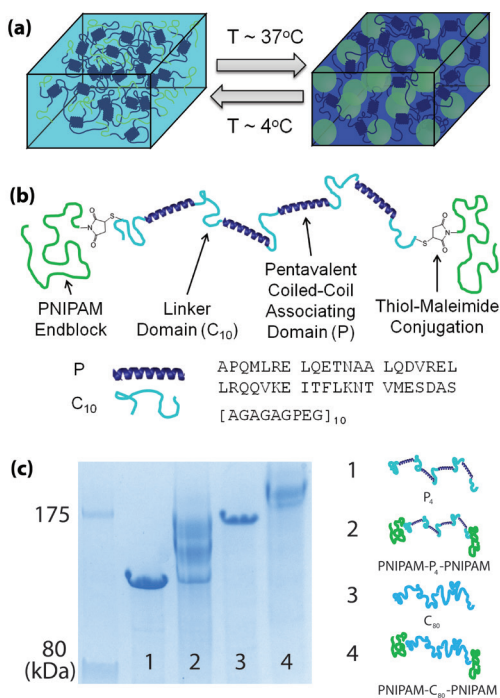 (a)
T ~ 37°C
T ~ 4°C
(b)
PNIPAM
Endblock
Linker
Domain (C₁₀)
Pentavalent
Coiled-Coil
Associating
Domain (P)
Thiol-Maleimide
Conjugation
O
N
O
S
S
O
N
O
P
APQMLRE LQETNAA LQDVREL
LRQQVKE ITFLKNT VMESDAS
C₁₀
[AGAGAGPEG]₁₀
(c)
175
80
(kDa)
1 2 3 4
1
P₄
2
PNIPAM-P₄-PNIPAM
3
C₈₀
4
PNIPAM-C₈₀-PNIPAM